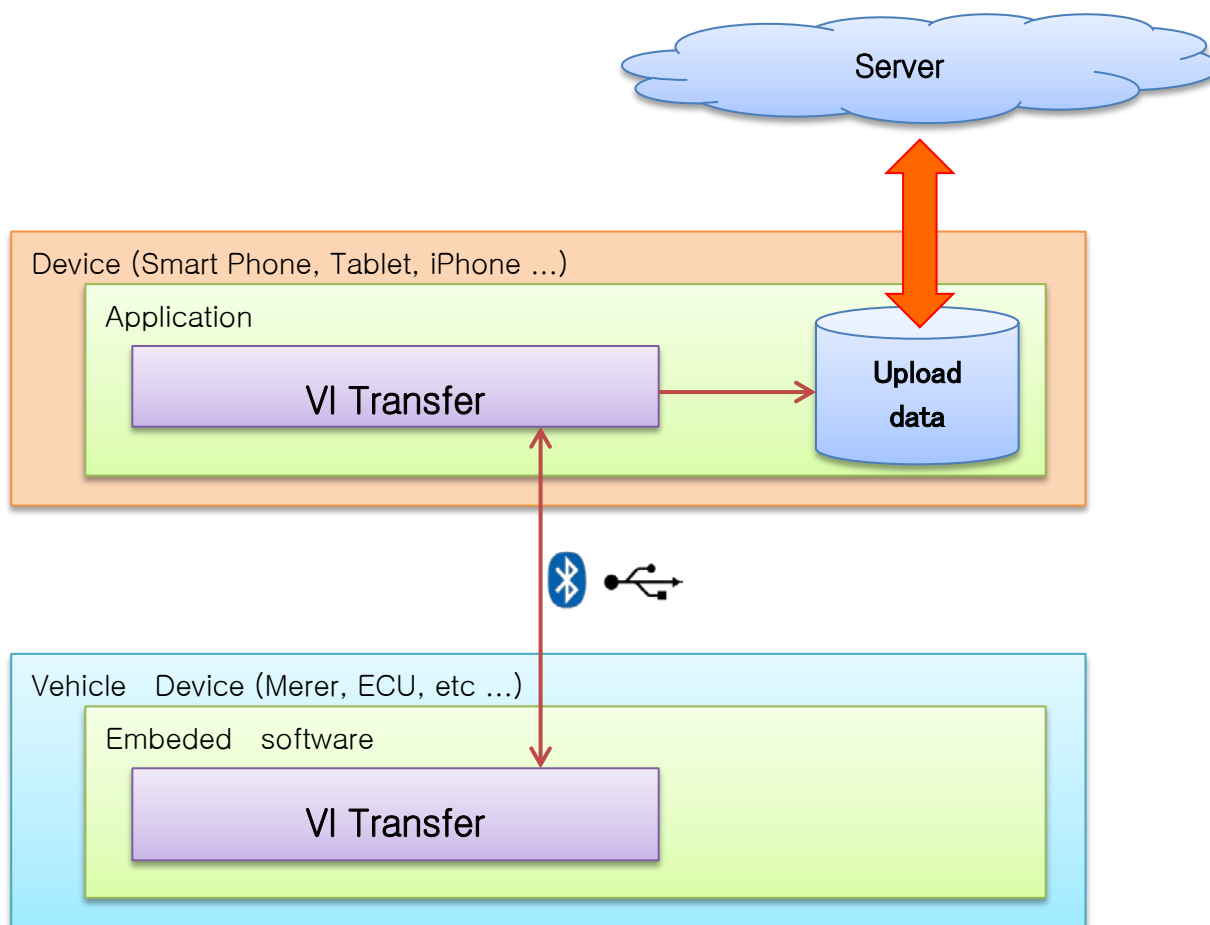 Server
Device (Smart Phone, Tablet, iPhone ...)
Application
VI Transfer
Upload
data
Vehicle Device (Merer, ECU, etc ...)
Embeded software
VI Transfer